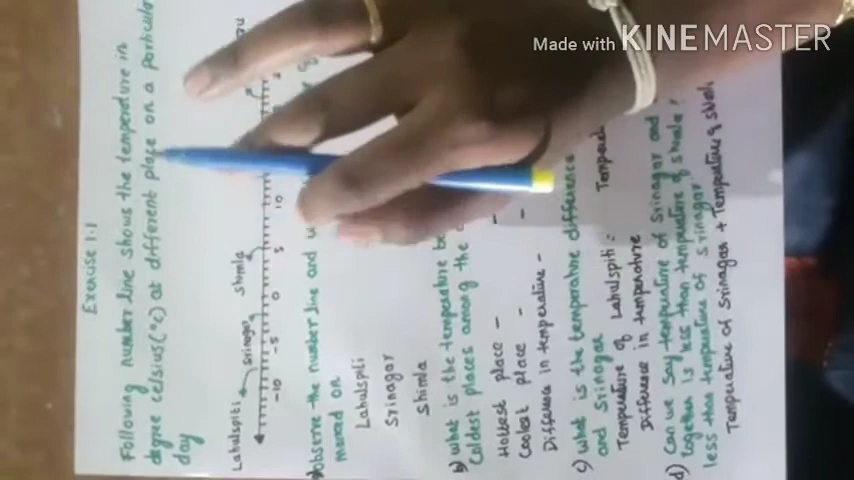 Made with KINEMASTER
Exercise 1.1
Following number line shows the temperature in
degree celsius(°c) at different place on a particular
day
Lahulspiti Srinagar Shimla
-10 -5 0 5 10
observe the number line and
marked on
Lahulspiti
Srinagar
Shimla
b) What is the temperature
coldest places among the
Hottest place -
Coolest place -
Difference in temperature -
c) What is the temperature difference
and Srinagar
Temperature of Lahulspiti:
Difference in temperature
d) Can we say temperature of Srinagar and
together is less than temperature of
less than temperature of Srinagar
Temperature of Srinagar + Temperature of